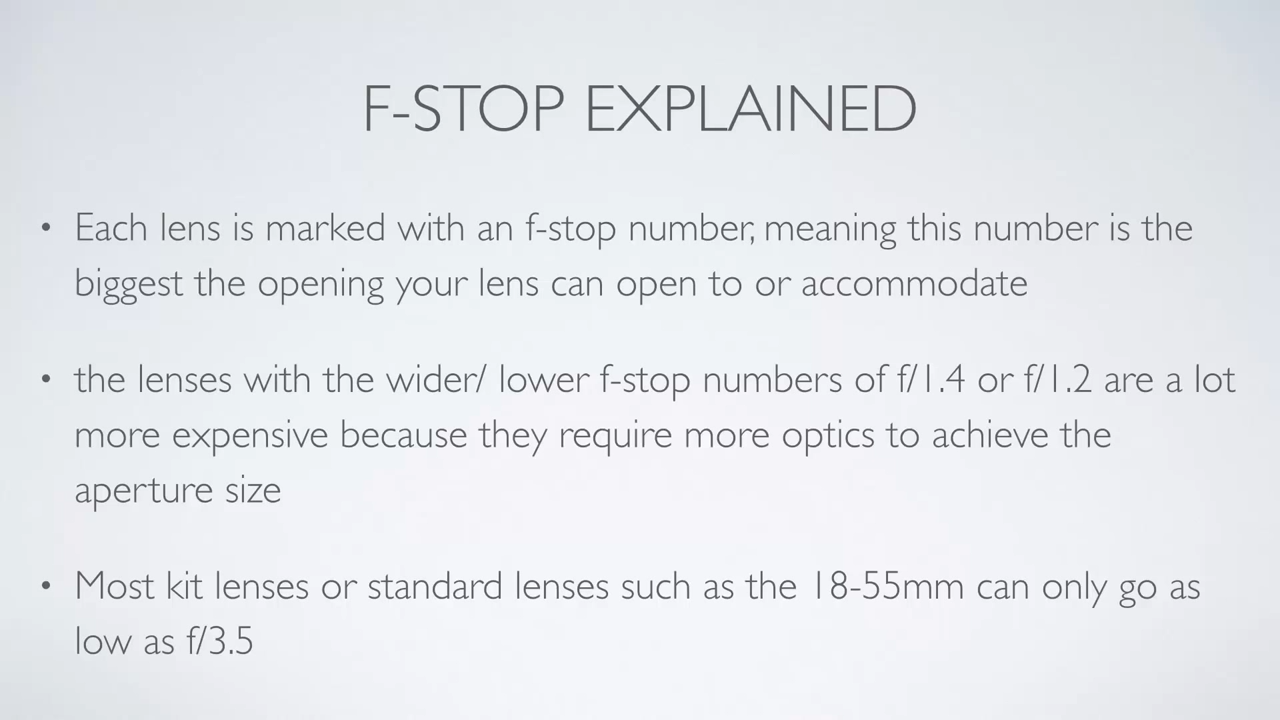 F-STOP EXPLAINED
• Each lens is marked with an f-stop number, meaning this number is the
biggest the opening your lens can open to or accommodate
• the lenses with the wider/ lower f-stop numbers of f/1.4 or f/1.2 are a lot
more expensive because they require more optics to achieve the
aperture size
• Most kit lenses or standard lenses such as the 18-55mm can only go as
low as f/3.5